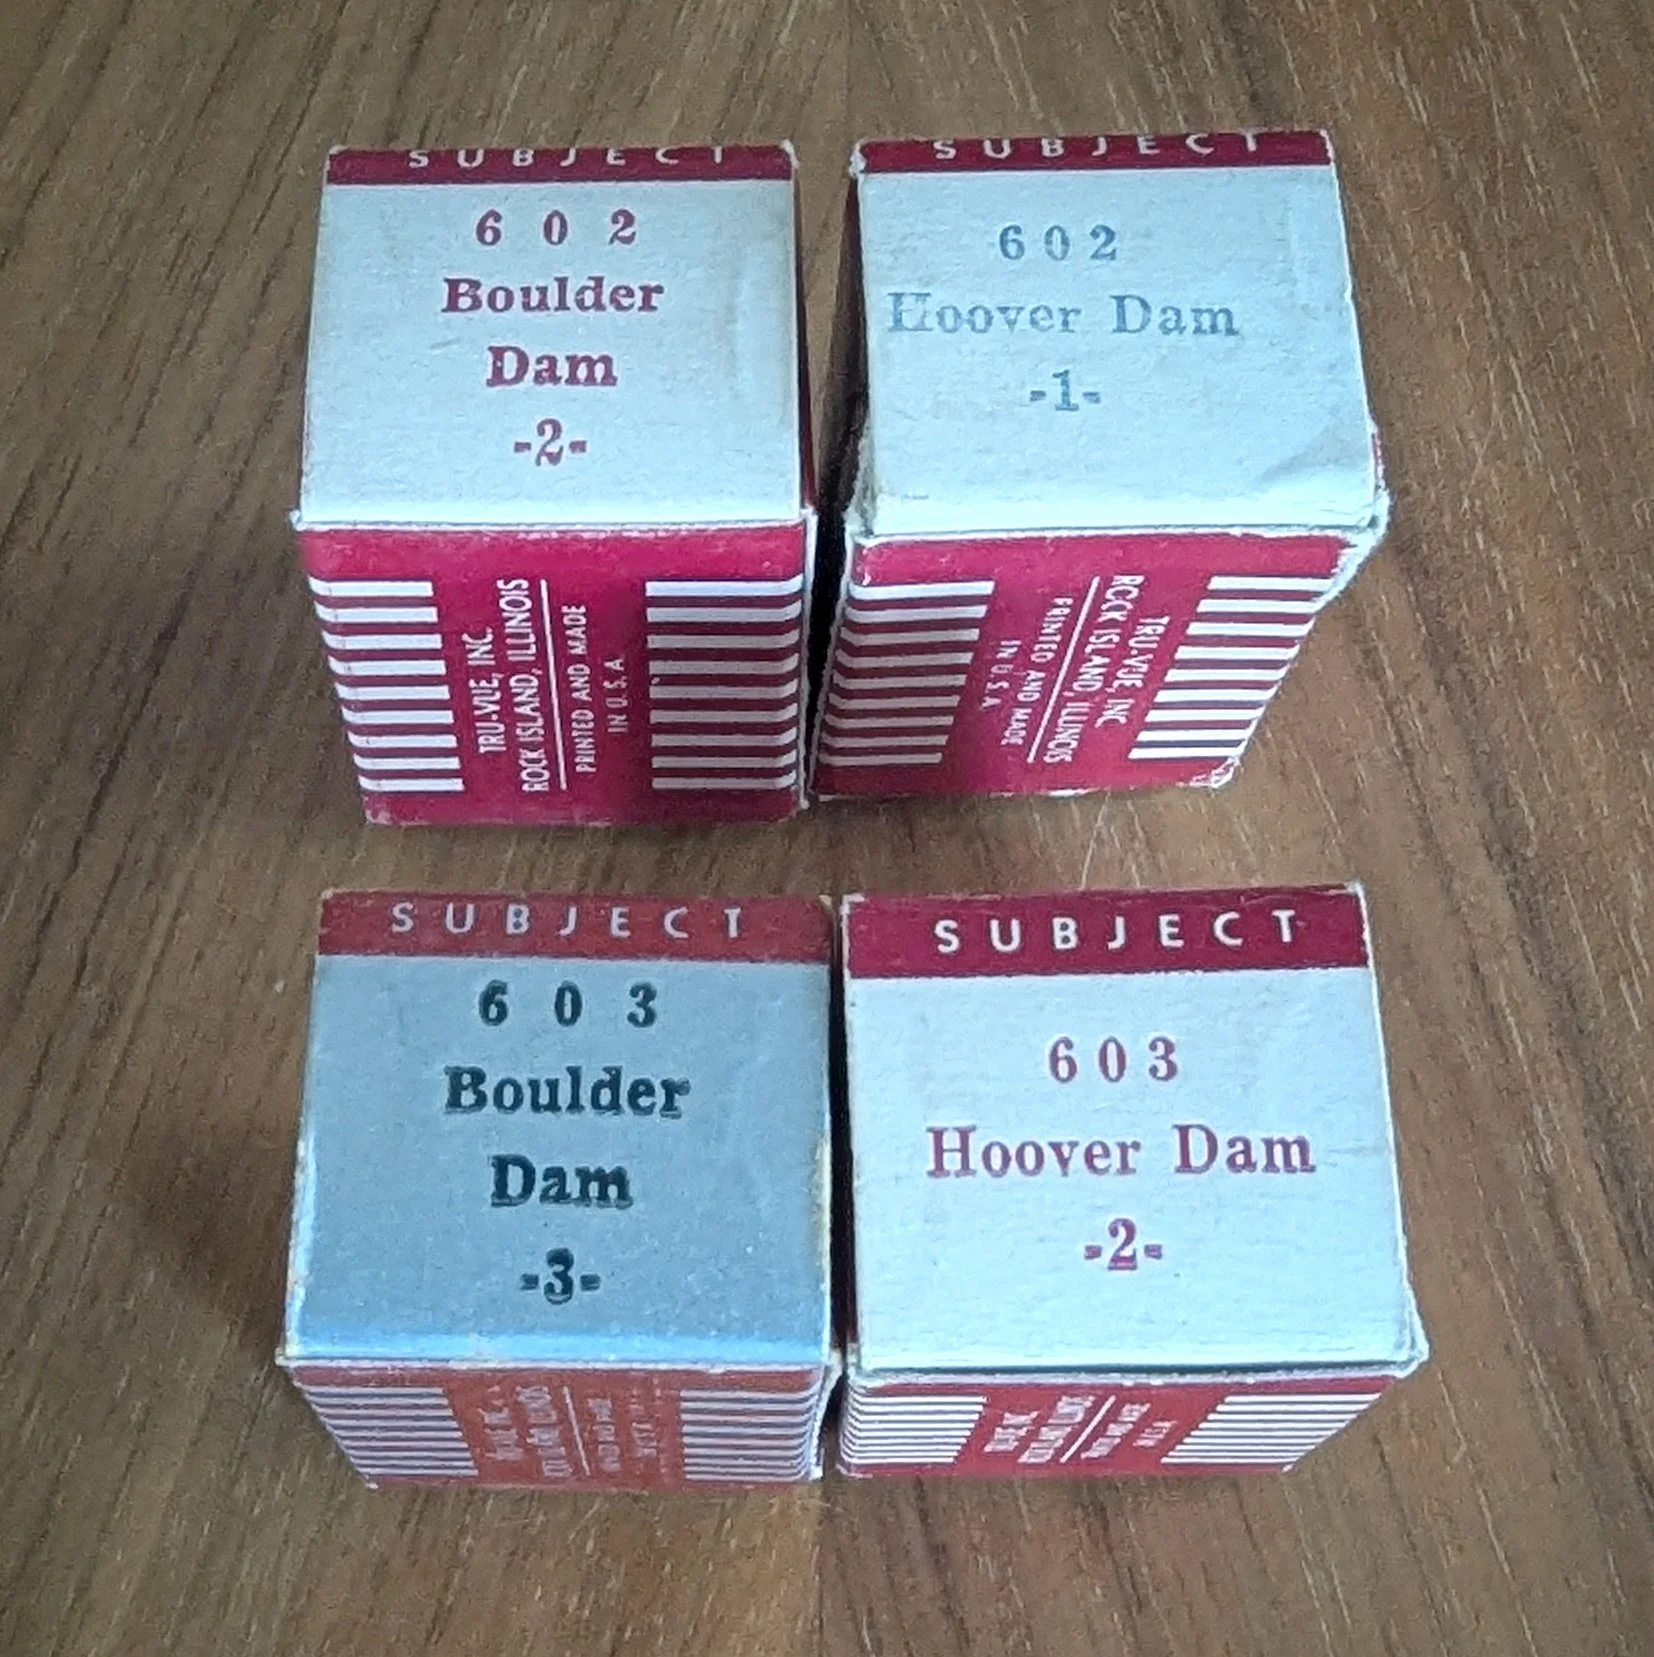 SUBJECT
602
Boulder
Dam
-2-
TRU-VUE, INC.
ROCK ISLAND, ILLINOIS
PRINTED AND MADE
IN U.S.A.
SUBJECT
602
Hoover Dam
-1-
TRU-VUE, INC
ROCK ISLAND, ILLINOIS
PRINTED AND MADE
IN U.S.A.
SUBJECT
603
Boulder
Dam
-3-
SUBJECT
603
Hoover Dam
-2-